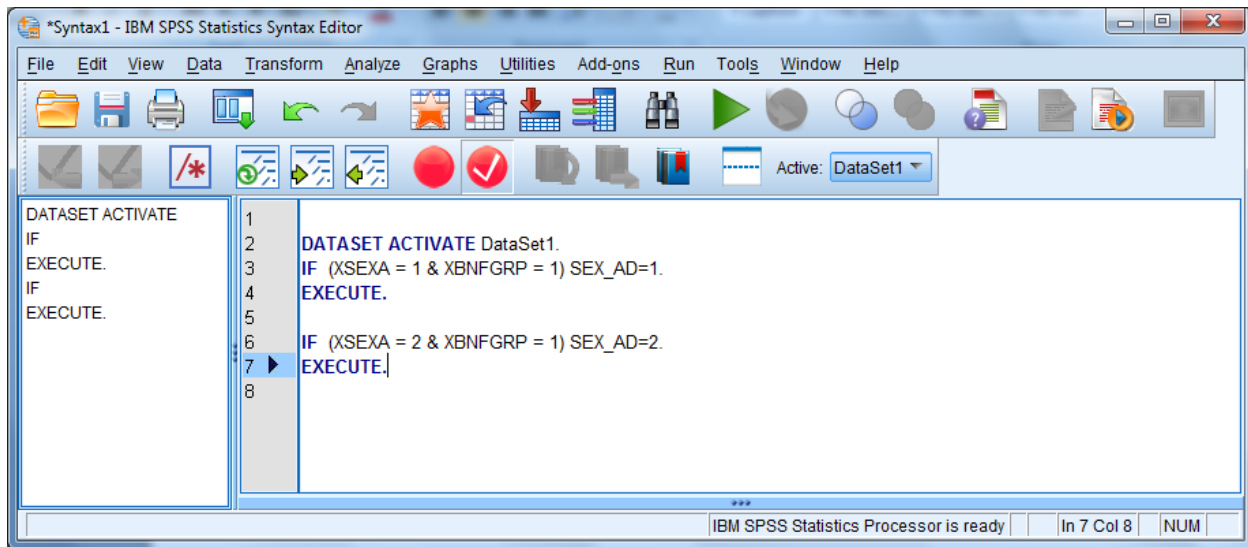 *Syntax1 - IBM SPSS Statistics Syntax Editor
File Edit View Data Transform Analyze Graphs Utilities Add-ons Run Tools Window Help
/*
Active: DataSet1
DATASET ACTIVATE
IF
EXECUTE.
IF
EXECUTE.
1
2 DATASET ACTIVATE DataSet1.
3 IF (XSEXA = 1 & XBNFGRP = 1) SEX_AD=1.
4 EXECUTE.
5
6 IF (XSEXA = 2 & XBNFGRP = 1) SEX_AD=2.
7 EXECUTE.
8
IBM SPSS Statistics Processor is ready In 7 Col 8 NUM